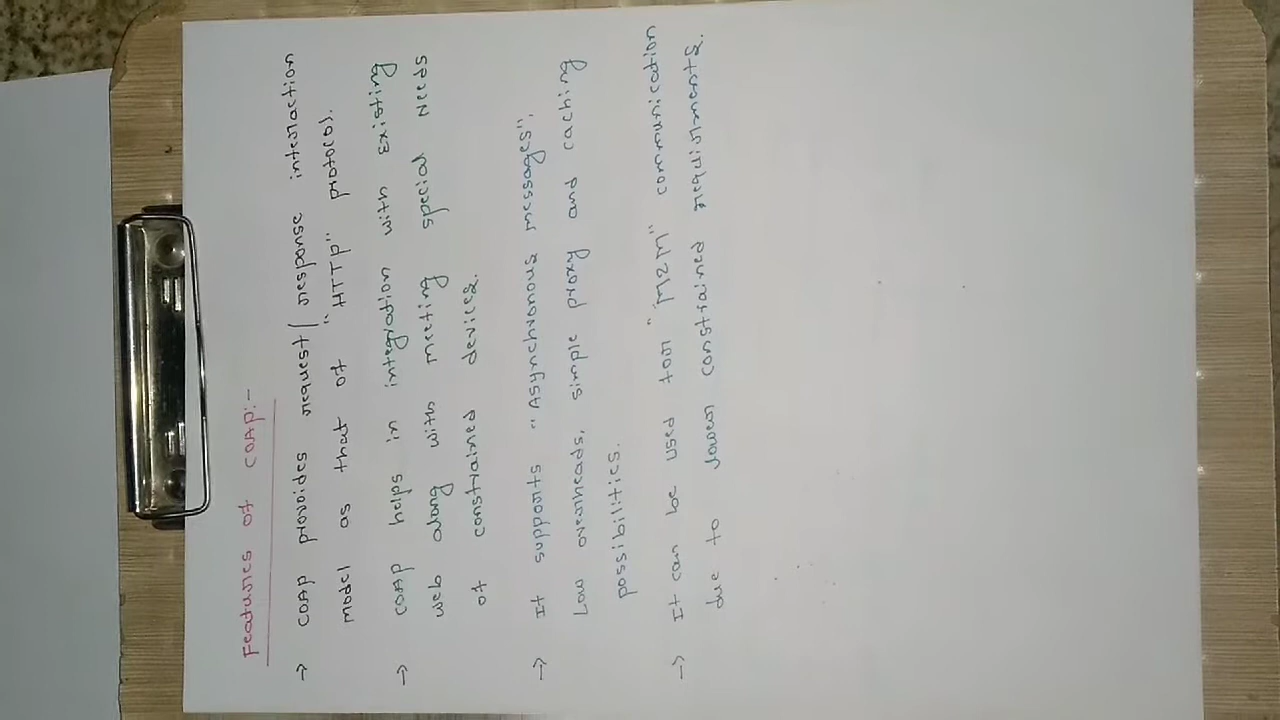 Features of COAP:-
→ COAP provoides request/response interaction
model as that of "HTTP" protocol.
→ COAP helps in integration with existing
web along with meeting special needs
of constrained devices.
→ It supports "Asynchronous messages",
Low overheads, simple proxy and caching
possibilities.
→ It can be used for "M2M" communication
due to lower constrained requirments.